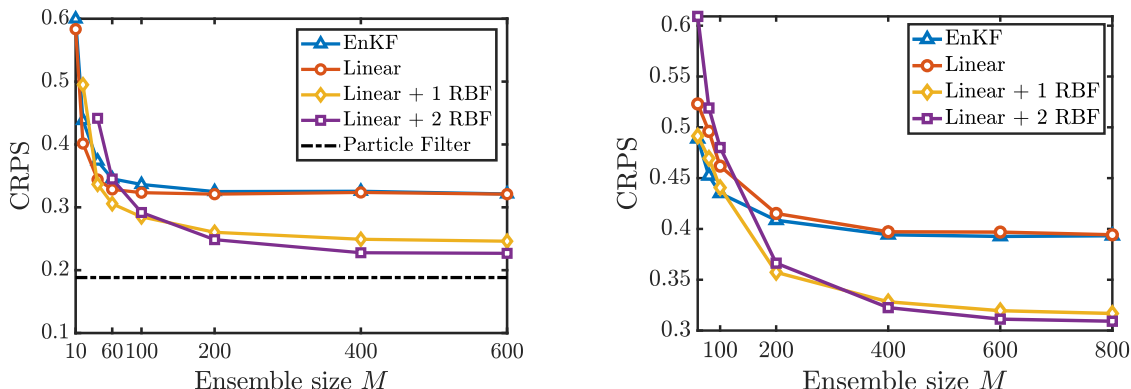 CRPS
0.6
0.5
0.4
0.3
0.2
0.1
EnKF
Linear
Linear + 1 RBF
Linear + 2 RBF
Particle Filter
10 60 100 200 400 600
Ensemble size M
CRPS
0.6
0.55
0.5
0.45
0.4
0.35
0.3
EnKF
Linear
Linear + 1 RBF
Linear + 2 RBF
100 200 400 600 800
Ensemble size M